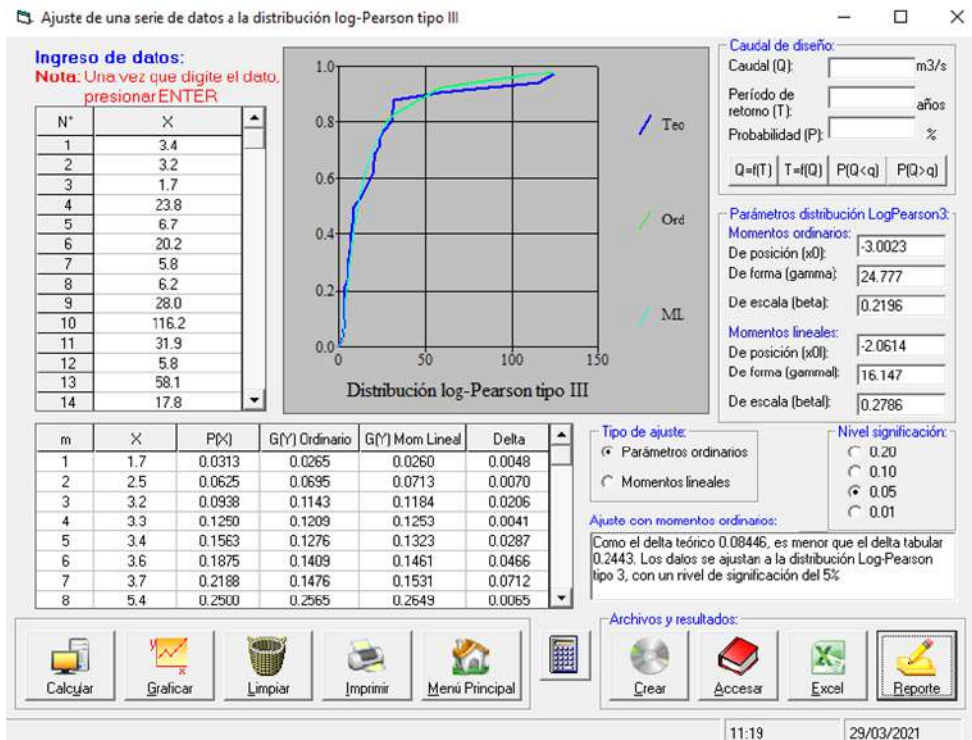 Ajuste de una serie de datos a la distribución log-Pearson tipo III
Ingreso de datos:
Nota: Una vez que digite el dato,
presionar ENTER
N° X
1 3.4
2 3.2
3 1.7
4 23.8
5 6.7
6 20.2
7 5.8
8 6.2
9 28.0
10 116.2
11 31.9
12 5.8
13 58.1
14 17.8
1.0
0.8
0.6
0.4
0.2
0.0
0 50 100 150
Teo
Ord
ML
Distribución log-Pearson tipo III
Caudal de diseño:
Caudal (Q): m3/s
Período de
retorno (T): años
Probabilidad (P): %
Q=f(T) T=f(Q) P(Q<q) P(Q>q)
Parámetros distribución LogPearson3:
Momentos ordinarios:
De posición (x0): -3.0023
De forma (gamma): 24.777
De escala (beta): 0.2196
Momentos lineales:
De posición (x0l): -2.0614
De forma (gammal): 16.147
De escala (betal): 0.2786
m X P(X) G(Y) Ordinario G(Y) Mom Lineal Delta
1 1.7 0.0313 0.0265 0.0260 0.0048
2 2.5 0.0625 0.0695 0.0713 0.0070
3 3.2 0.0938 0.1143 0.1184 0.0206
4 3.3 0.1250 0.1209 0.1253 0.0041
5 3.4 0.1563 0.1276 0.1323 0.0287
6 3.6 0.1875 0.1409 0.1461 0.0466
7 3.7 0.2188 0.1476 0.1531 0.0712
8 5.4 0.2500 0.2565 0.2649 0.0065
Tipo de ajuste:
Parámetros ordinarios
Momentos lineales
Nivel significación:
0.20
0.10
0.05
0.01
Ajuste con momentos ordinarios:
Como el delta teórico 0.08446, es menor que el delta tabular
0.2443. Los datos se ajustan a la distribución Log-Pearson
tipo 3, con un nivel de significación del 5%
Archivos y resultados:
Calcular Graficar Limpiar Imprimir Menú Principal Crear Accesar Excel Reporte
11:19 29/03/2021